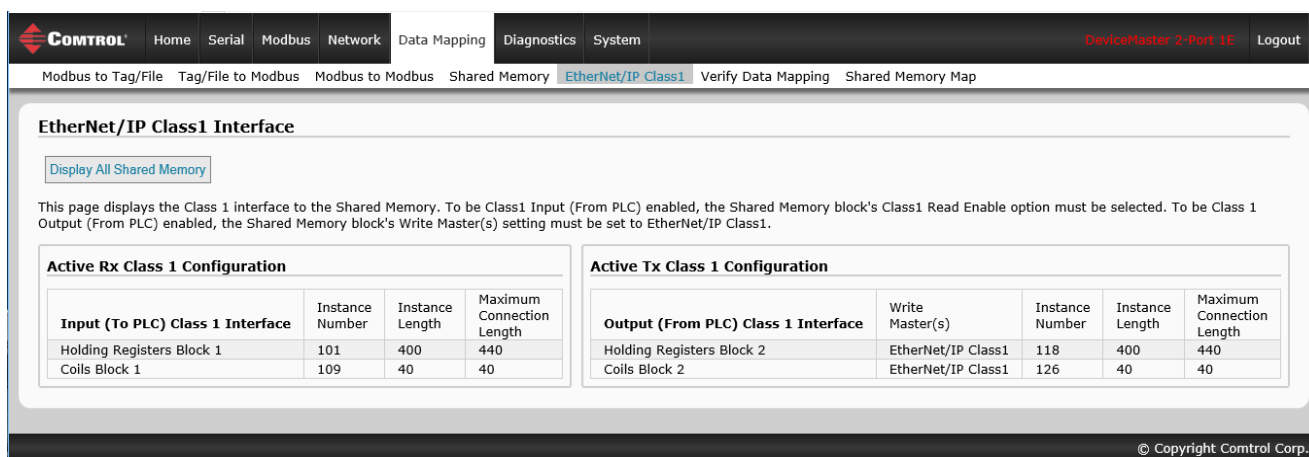 COMTROL Home Serial Modbus Network Data Mapping Diagnostics System DeviceMaster 2-Port 1E Logout
Modbus to Tag/File Tag/File to Modbus Modbus to Modbus Shared Memory EtherNet/IP Class1 Verify Data Mapping Shared Memory Map
EtherNet/IP Class1 Interface
Display All Shared Memory
This page displays the Class 1 interface to the Shared Memory. To be Class1 Input (From PLC) enabled, the Shared Memory block's Class1 Read Enable option must be selected. To be Class 1
Output (From PLC) enabled, the Shared Memory block's Write Master(s) setting must be set to EtherNet/IP Class1.
Active Rx Class 1 Configuration
Input (To PLC) Class 1 Interface Instance Number Instance Length Maximum Connection Length
Holding Registers Block 1 101 400 440
Coils Block 1 109 40 40
Active Tx Class 1 Configuration
Output (From PLC) Class 1 Interface Write Master(s) Instance Number Instance Length Maximum Connection Length
Holding Registers Block 2 EtherNet/IP Class1 118 400 440
Coils Block 2 EtherNet/IP Class1 126 40 40
© Copyright Comtrol Corp.